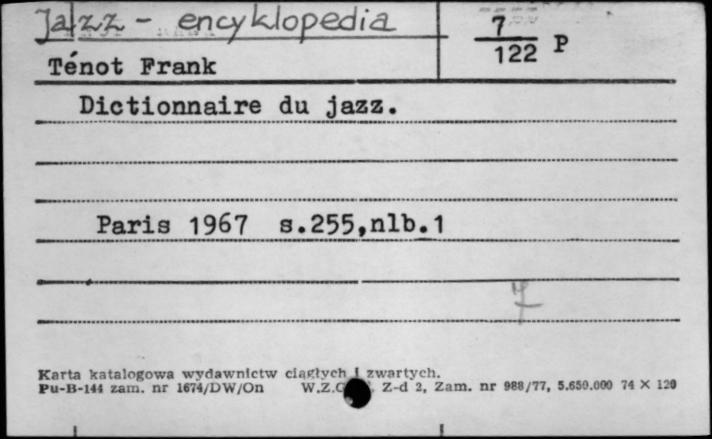 Jazz - encyklopedia
7
122 P
Ténot Frank
Dictionnaire du jazz.
Paris 1967 s.255,nlb.1
Karta katalogowa wydawnictw ciągłych i zwartych.
Pu-B-144 zam. nr 1674/DW/On W.Z.G. Z-d 2, Zam. nr 988/77, 5.650.000 74 X 120